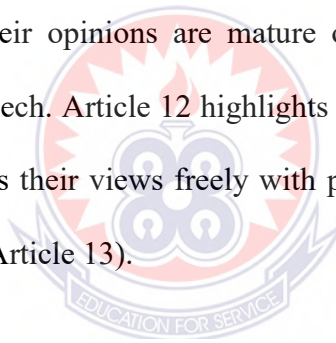 eir opinions are mature
ech. Article 12 highlights
s their views freely with p
Article 13).
EDUCATION FOR SERVICE